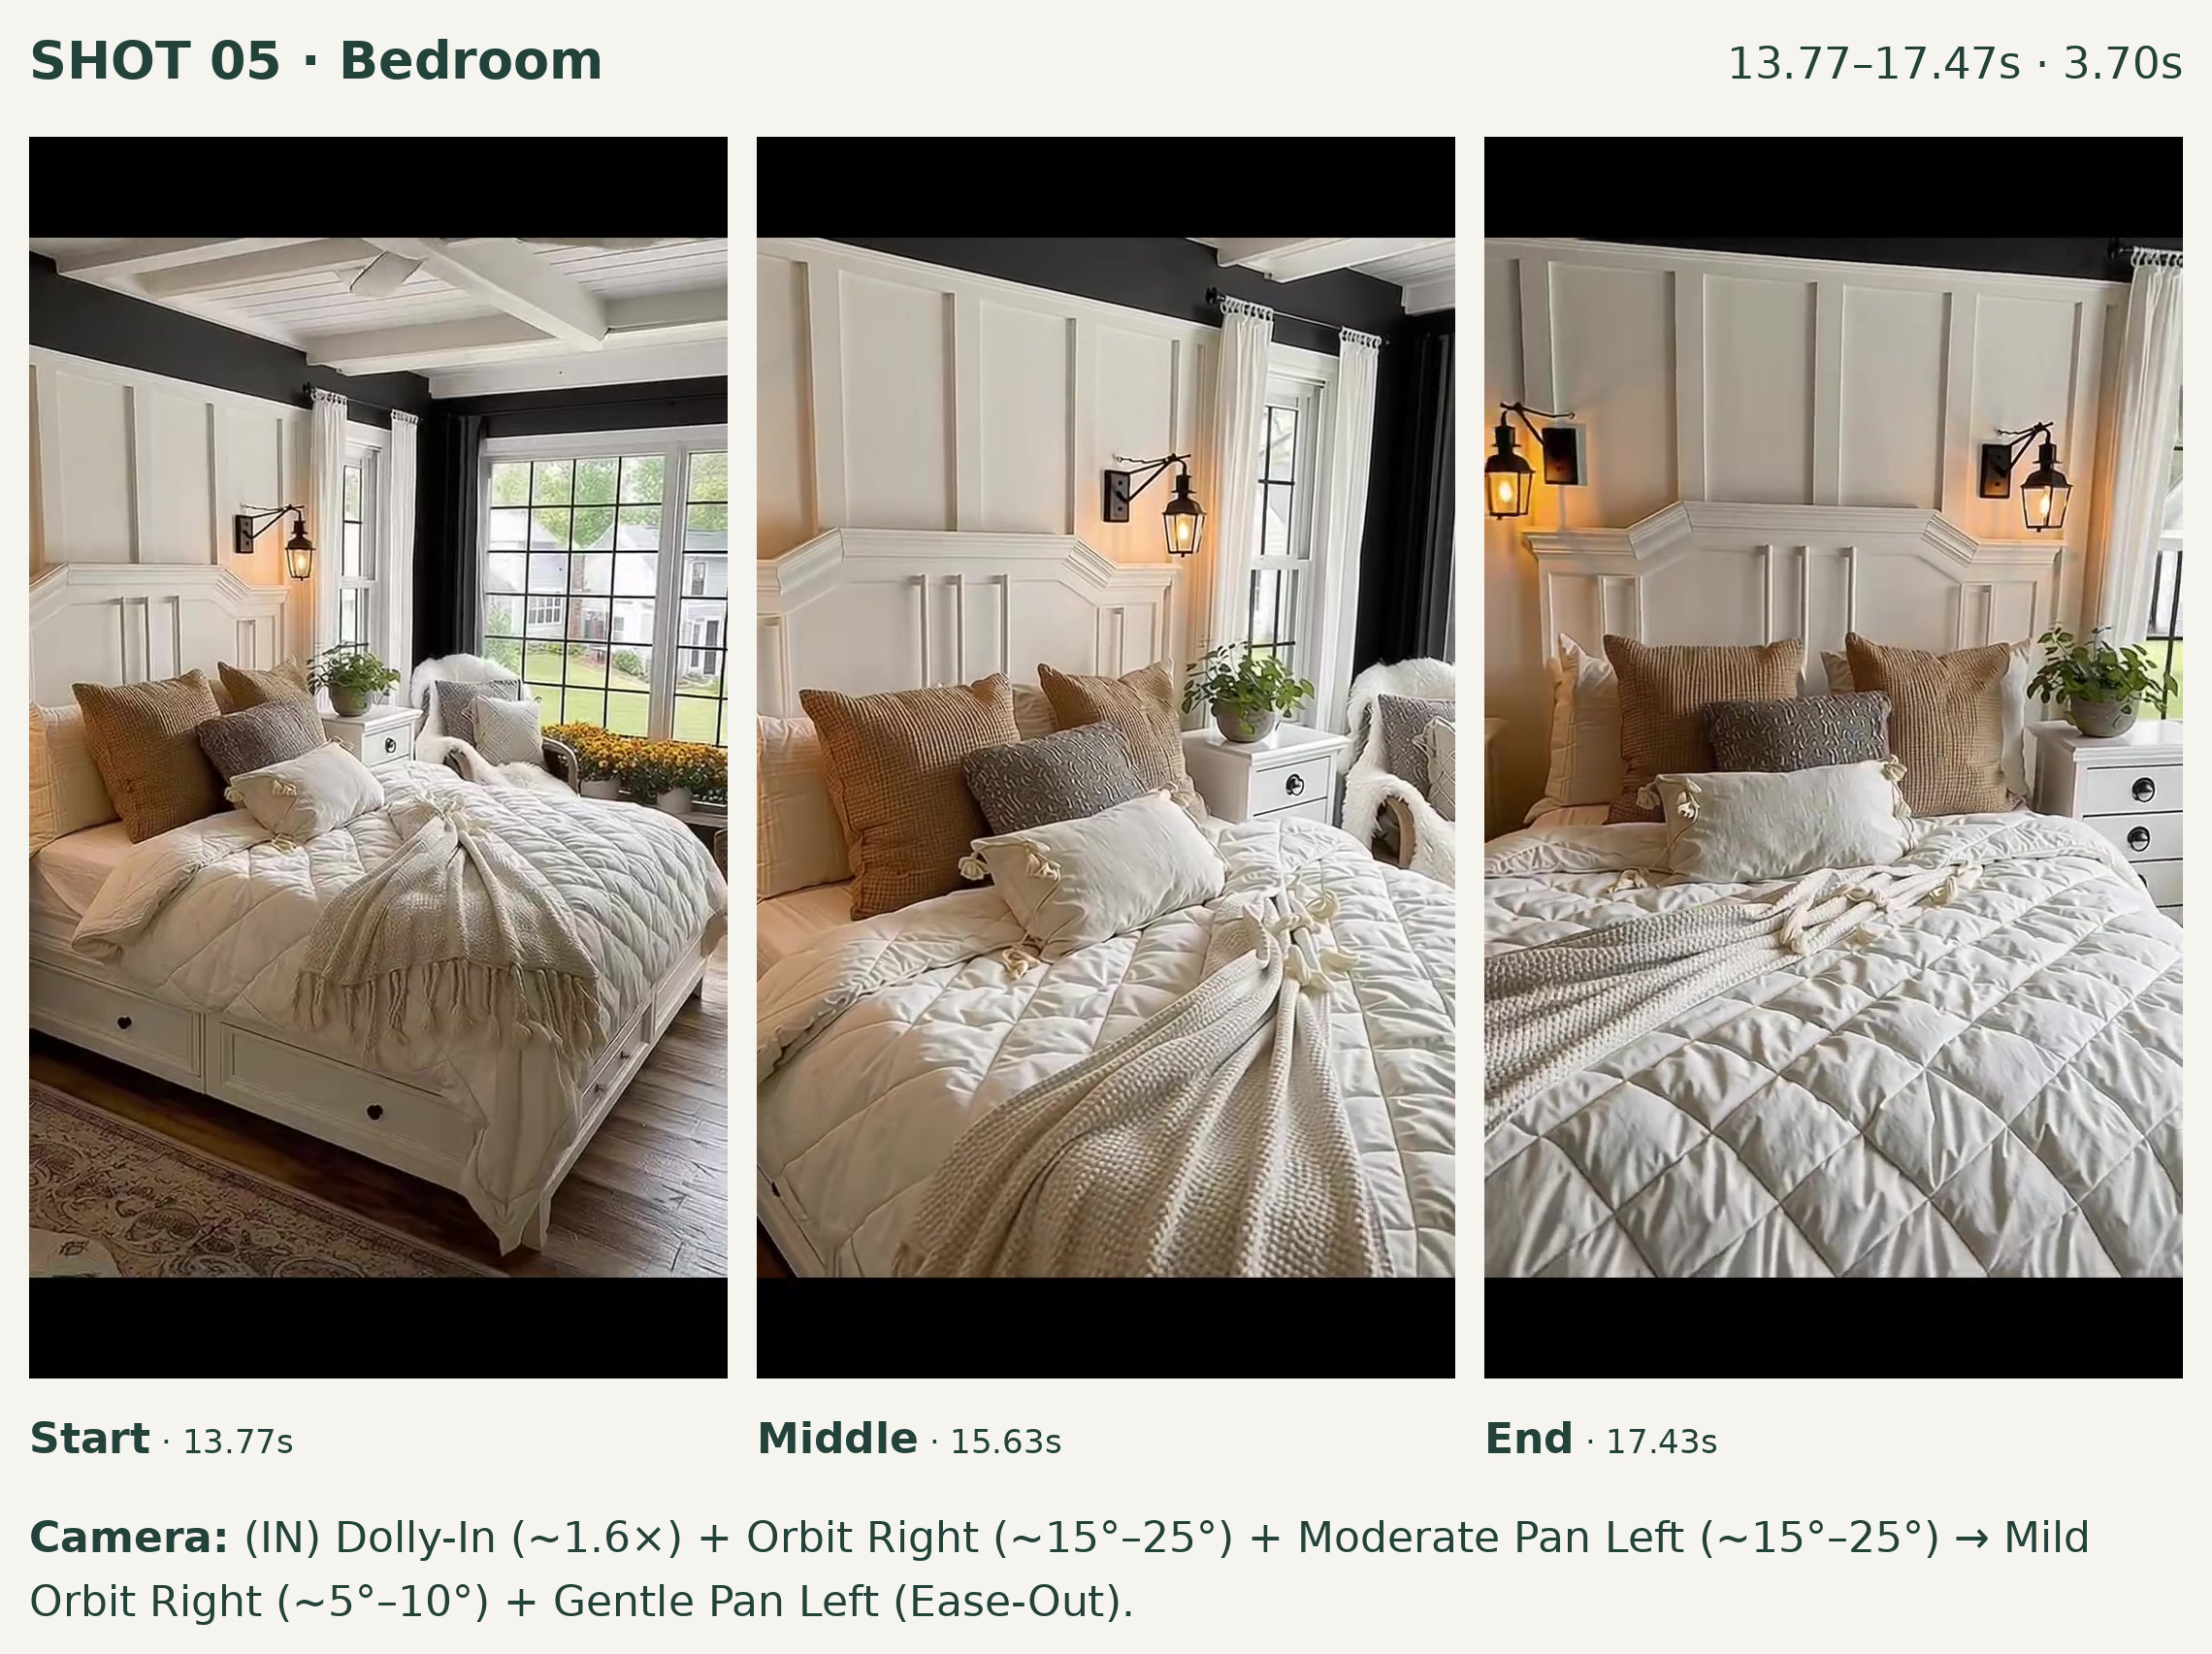 SHOT 05 · Bedroom
13.77–17.47s · 3.70s
Start · 13.77s
Middle · 15.63s
End · 17.43s
Camera: (IN) Dolly-In (~1.6×) + Orbit Right (~15°–25°) + Moderate Pan Left (~15°–25°) → Mild
Orbit Right (~5°–10°) + Gentle Pan Left (Ease-Out).